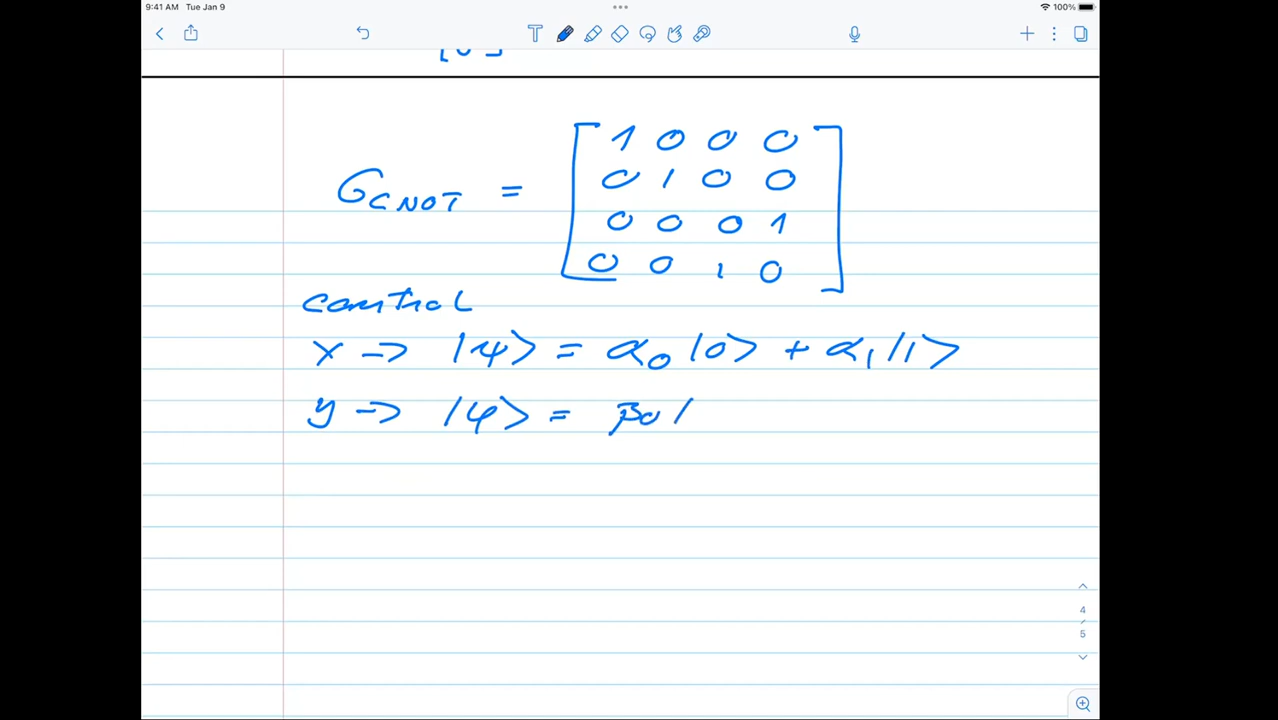 9:41 AM Tue Jan 9
100%
T
G_CNOT = [1 0 0 0
0 1 0 0
0 0 0 1
0 0 1 0]
control
x -> |ψ> = α₀ |0> + α₁ |1>
y -> |φ> = β₀ |
4
/
5